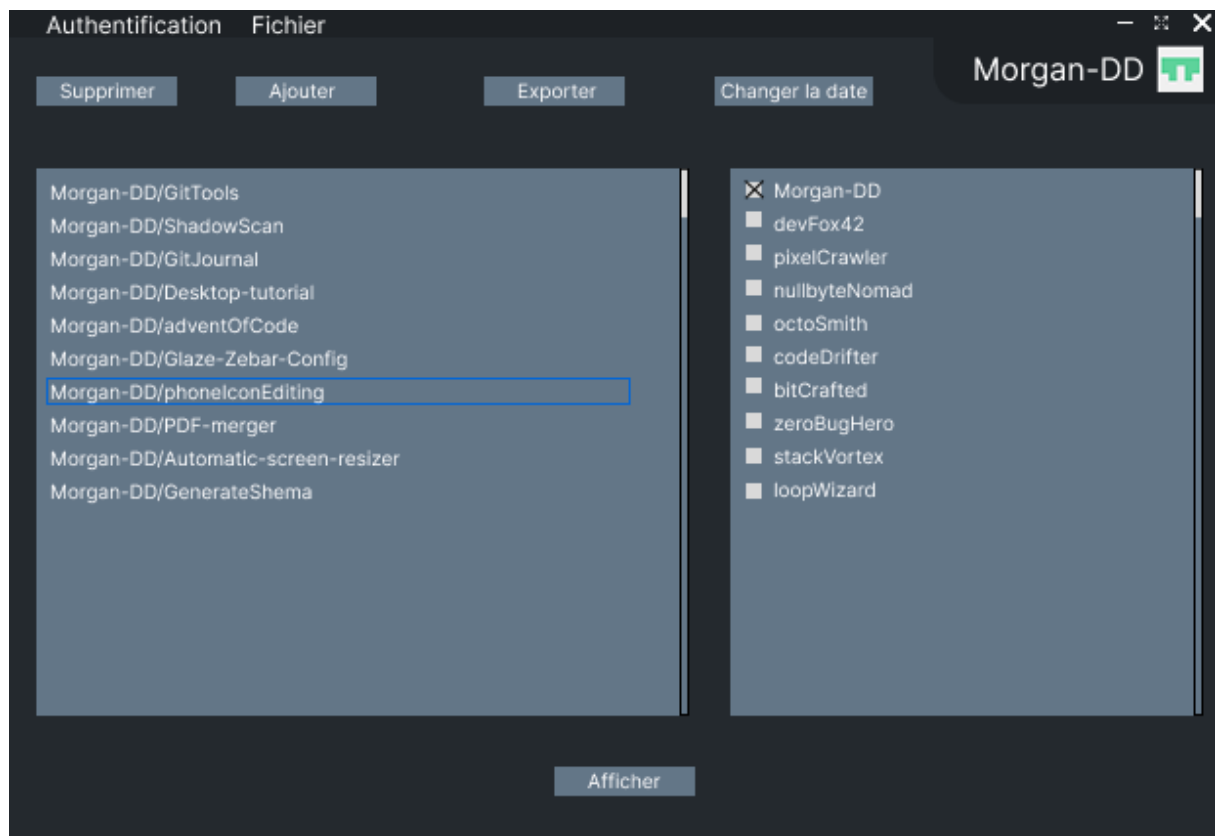 Authentification Fichier
Morgan-DD
Supprimer Ajouter Exporter Changer la date
Morgan-DD/GitTools
Morgan-DD/ShadowScan
Morgan-DD/GitJournal
Morgan-DD/Desktop-tutorial
Morgan-DD/adventOfCode
Morgan-DD/Glaze-Zebar-Config
Morgan-DD/phoneIconEditing
Morgan-DD/PDF-merger
Morgan-DD/Automatic-screen-resizer
Morgan-DD/GenerateShema
Morgan-DD
devFox42
pixelCrawler
nullbyteNomad
octoSmith
codeDrifter
bitCrafted
zeroBugHero
stackVortex
loopWizard
Afficher